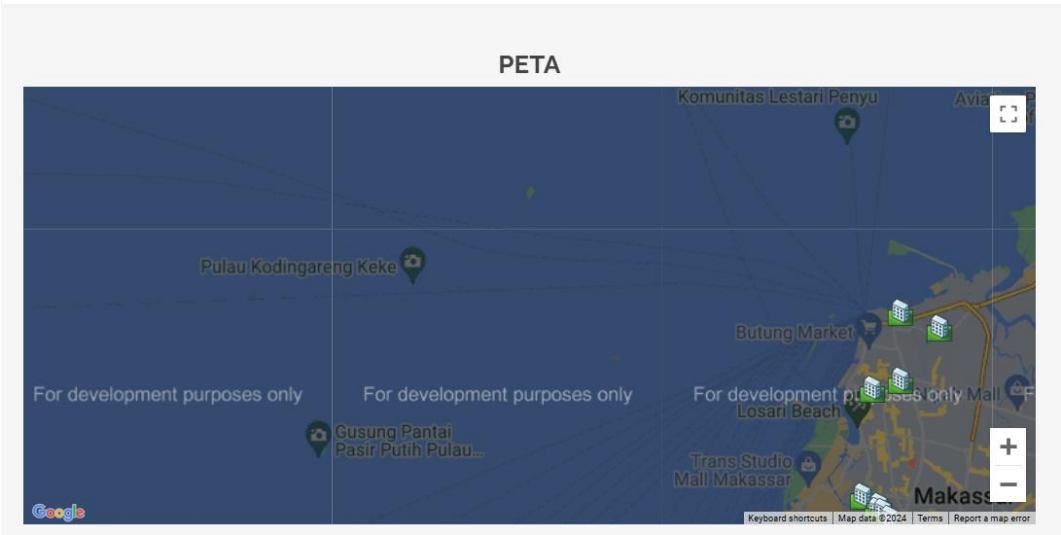 PETA
Komunitas Lestari Penyu
Pulau Kodingareng Keke
Butung Market
For development purposes only
For development purposes only
For development purposes only
Mall
F
Losari Beach
Gusung Pantai
Pasir Putih Pulau...
Trans Studio
Mall Makassar
Google
Keyboard shortcuts
Map data ©2024
Terms
Report a map error